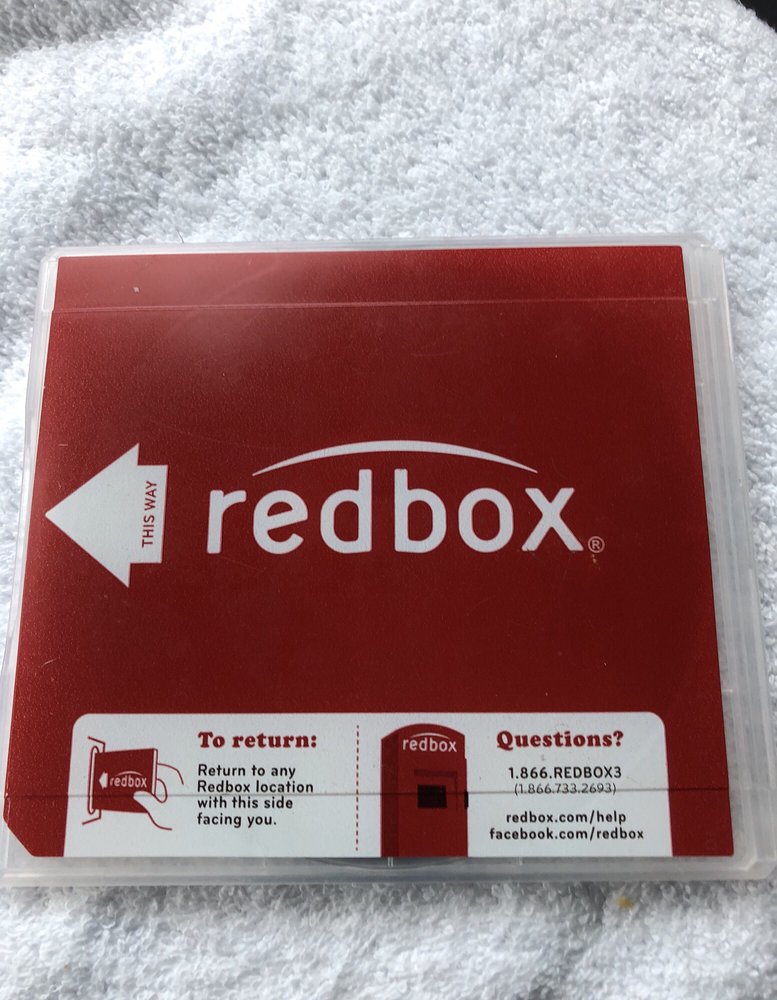 THIS WAY
redbox®
redbox
To return:
Return to any
Redbox location
with this side
facing you.
redbox
Questions?
1.866.REDBOX3
(1.866.733.2693)
redbox.com/help
facebook.com/redbox